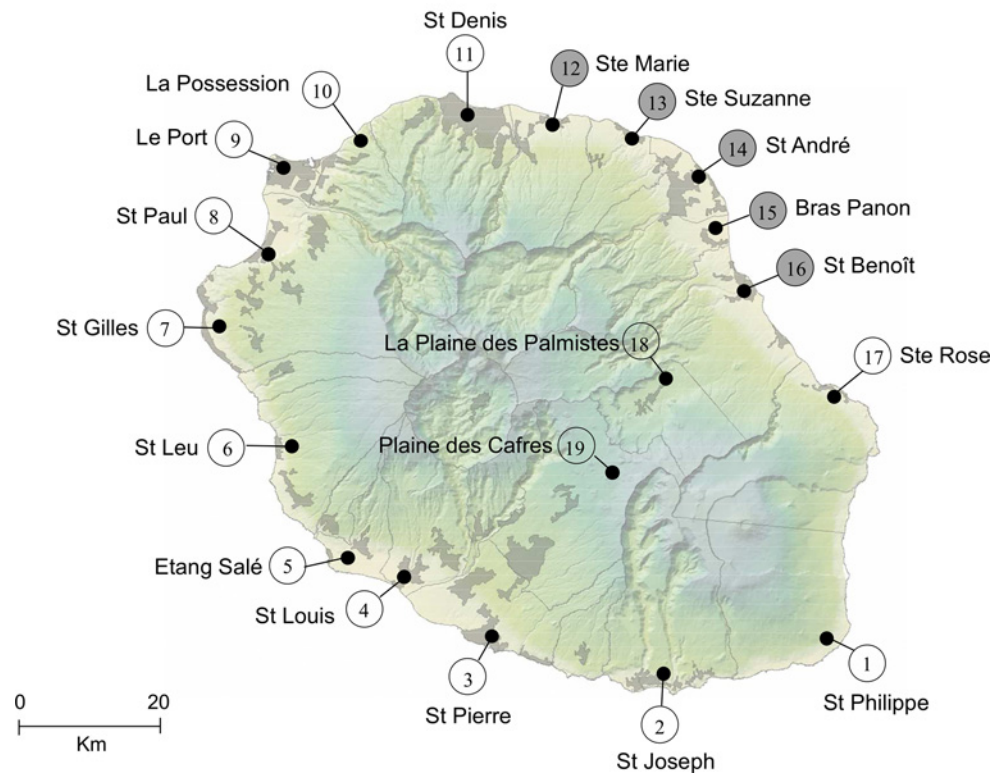 St Denis
11
12 Ste Marie
La Possession 10
13 Ste Suzanne
Le Port 9
14 St André
St Paul 8
15 Bras Panon
16 St Benoît
St Gilles 7
La Plaine des Palmistes 18
17 Ste Rose
St Leu 6
Plaine des Cafres 19
Etang Salé 5
St Louis 4
3
St Pierre
2
St Joseph
1
St Philippe
0 20
Km